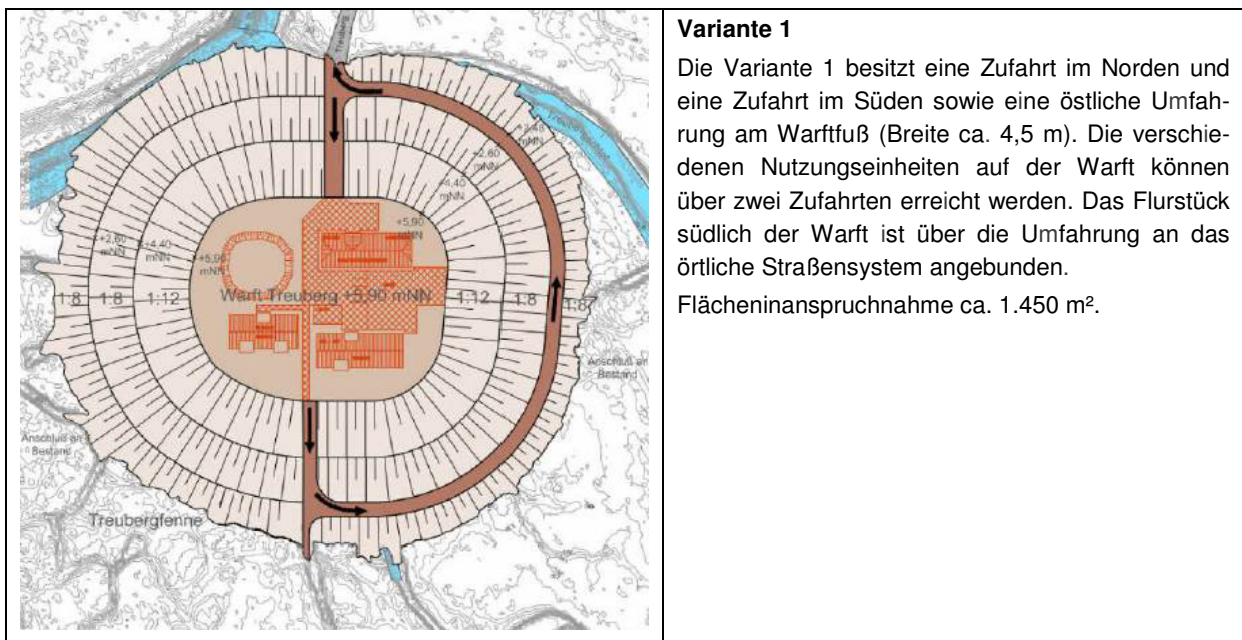 Treuberg
+3,48
mNN
+2,60
mNN
+4,40
mNN
+5,90
mNN
+2,60
mNN
+4,40
mNN
+5,90
mNN
Warft Treuberg +5,90 mNN
1:8
1:8
1:12
1:12
1:8
1:8
Anschluß an
Bestand
Anschluß an
Bestand
Treubergfenne
Variante 1
Die Variante 1 besitzt eine Zufahrt im Norden und
eine Zufahrt im Süden sowie eine östliche Umfah-
rung am Warftfuß (Breite ca. 4,5 m). Die verschie-
denen Nutzungseinheiten auf der Warft können
über zwei Zufahrten erreicht werden. Das Flurstück
südlich der Warft ist über die Umfahrung an das
örtliche Straßensystem angebunden.
Flächeninanspruchnahme ca. 1.450 m².